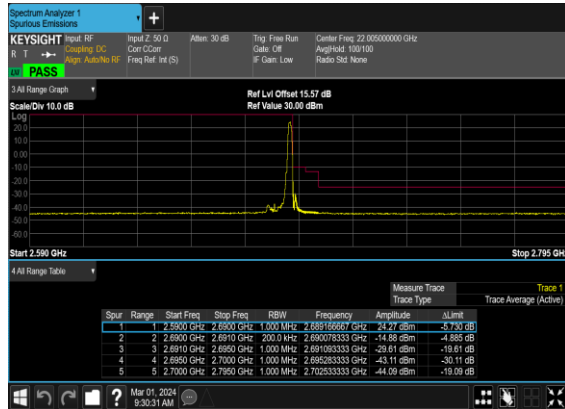 Spectrum Analyzer 1
Spurious Emissions
+
KEYSIGHT Input: RF Input Z: 50 Ω Atten: 30 dB Trig: Free Run Center Freq: 22.005000000 GHz
R T Coupling: DC Corr CCorr Gate: Off Avg|Hold: 100/100
Align: Auto/No RF Freq Ref: Int (S) IF Gain: Low Radio Std: None
PASS
3 All Range Graph
Ref Lvl Offset 15.57 dB
Scale/Div 10.0 dB Ref Value 30.00 dBm
Log
20.0
10.0
0.00
-10.0
-20.0
-30.0
-40.0
-50.0
-60.0
Start 2.590 GHz Stop 2.795 GH
4 All Range Table
Measure Trace Trace 1
Trace Type Trace Average (Active)
Spur Range Start Freq Stop Freq RBW Frequency Amplitude ΔLimit
1 1 2.5900 GHz 2.6900 GHz 1.000 MHz 2.689166667 GHz 24.27 dBm -5.730 dB
2 2 2.6900 GHz 2.6910 GHz 200.0 kHz 2.690078333 GHz -14.88 dBm -4.885 dB
3 3 2.6910 GHz 2.6950 GHz 1.000 MHz 2.691093333 GHz -29.61 dBm -19.61 dB
4 4 2.6950 GHz 2.7000 GHz 1.000 MHz 2.695283333 GHz -43.11 dBm -30.11 dB
5 5 2.7000 GHz 2.7950 GHz 1.000 MHz 2.702533333 GHz -44.09 dBm -19.09 dB
? Mar 01, 2024
9:30:31 AM